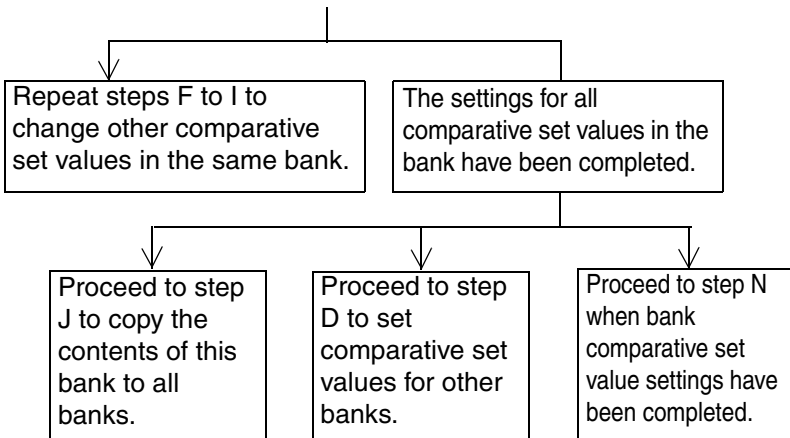 Repeat steps F to I to
change other comparative
set values in the same bank.
The settings for all
comparative set values in the
bank have been completed.
Proceed to step
J to copy the
contents of this
bank to all
banks.
Proceed to step
D to set
comparative set
values for other
banks.
Proceed to step N
when bank
comparative set
value settings have
been completed.